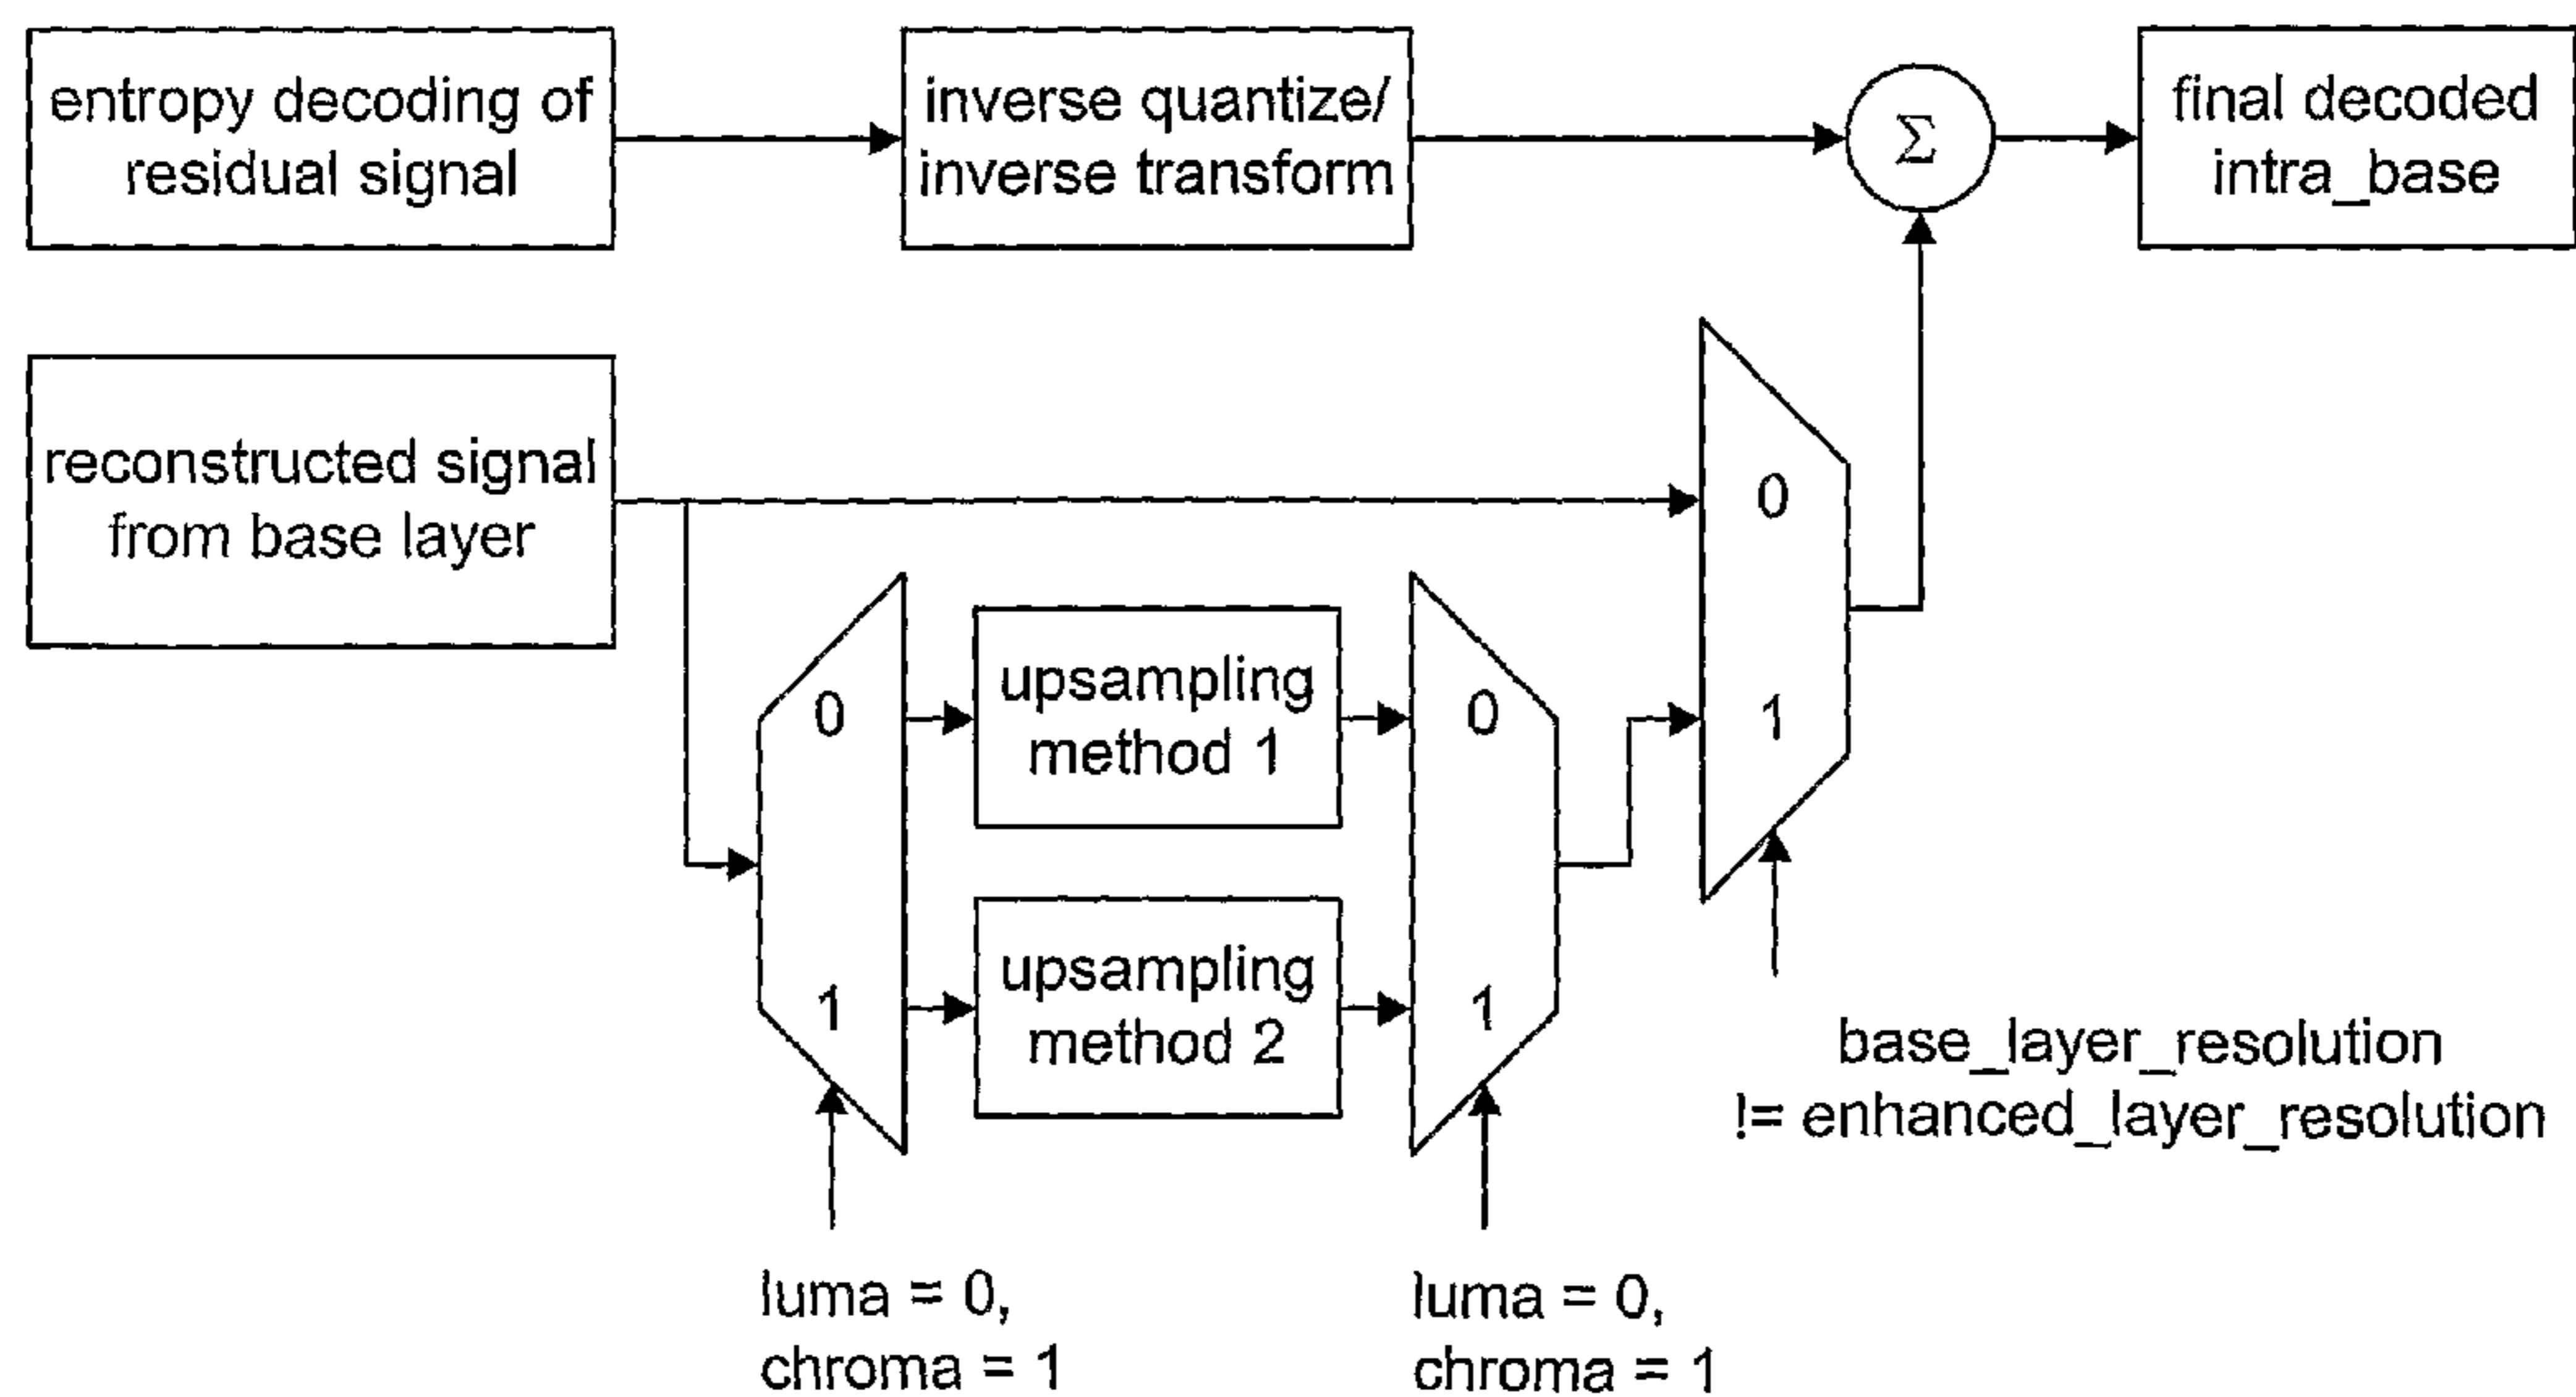 entropy decoding of
residual signal
inverse quantize/
inverse transform
Σ
final decoded
intra_base
reconstructed signal
from base layer
0
1
0
upsampling
method 1
0
1
upsampling
method 2
1
base_layer_resolution
!= enhanced_layer_resolution
luma = 0,
chroma = 1
luma = 0,
chroma = 1